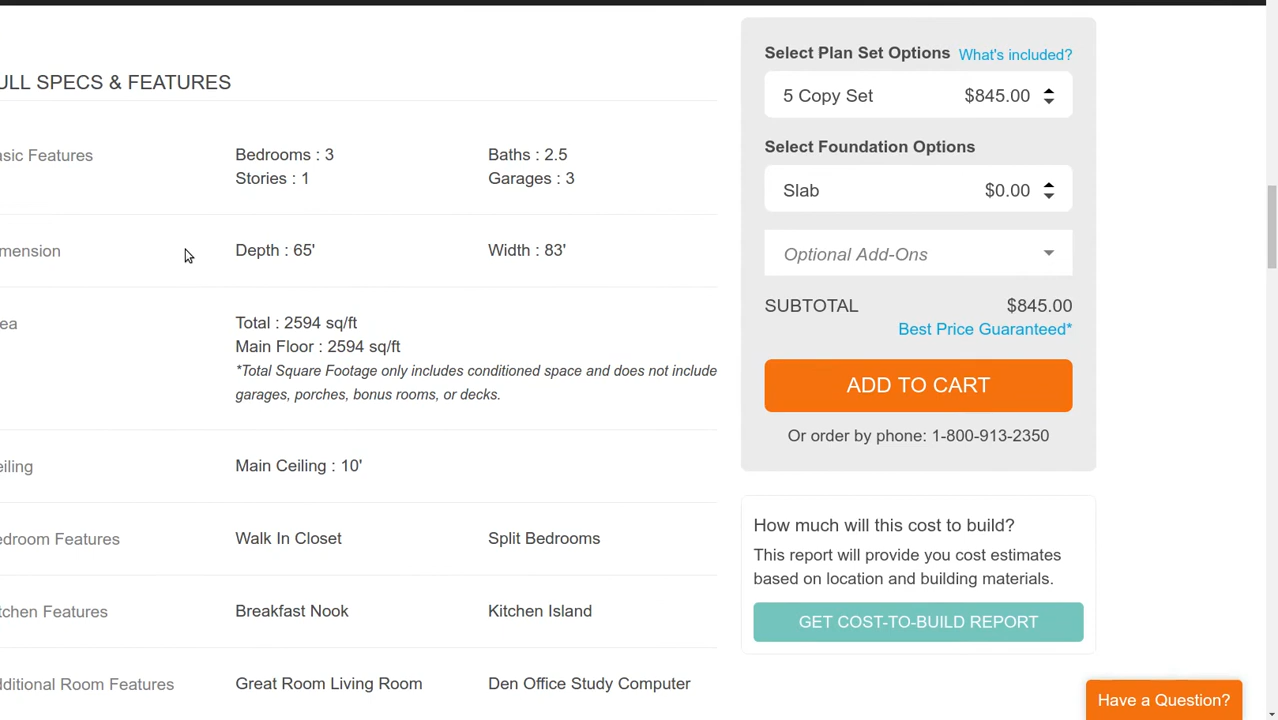 ULL SPECS & FEATURES
asic Features
Bedrooms : 3
Baths : 2.5
Stories : 1
Garages : 3
mension
Depth : 65'
Width : 83'
ea
Total : 2594 sq/ft
Main Floor : 2594 sq/ft
*Total Square Footage only includes conditioned space and does not include
garages, porches, bonus rooms, or decks.
eiling
Main Ceiling : 10'
edroom Features
Walk In Closet
Split Bedrooms
tchen Features
Breakfast Nook
Kitchen Island
dditional Room Features
Great Room Living Room
Den Office Study Computer
Select Plan Set Options
What's included?
5 Copy Set
$845.00
Select Foundation Options
Slab
$0.00
Optional Add-Ons
SUBTOTAL
$845.00
Best Price Guaranteed*
ADD TO CART
Or order by phone: 1-800-913-2350
How much will this cost to build?
This report will provide you cost estimates
based on location and building materials.
GET COST-TO-BUILD REPORT
Have a Question?